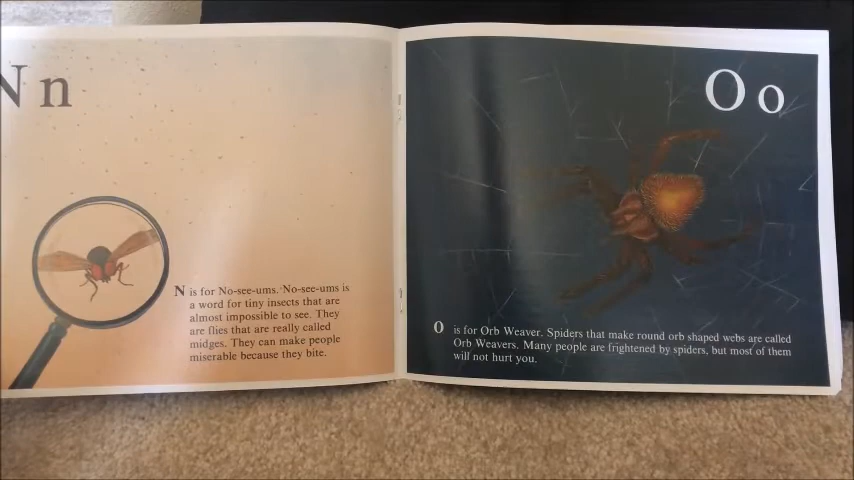 N n
N is for No-see-ums. No-see-ums is
a word for tiny insects that are
almost impossible to see. They
are flies that are really called
midges. They can make people
miserable because they bite.
O o
O is for Orb Weaver. Spiders that make round orb shaped webs are called
Orb Weavers. Many people are frightened by spiders, but most of them
will not hurt you.